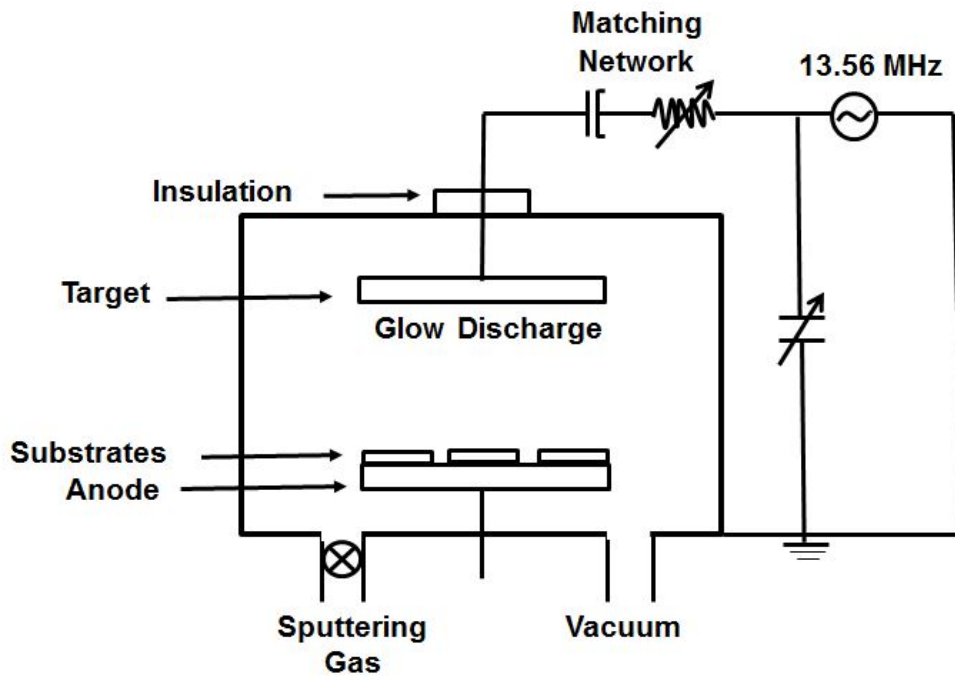 Matching
Network
13.56 MHz
Insulation
Target
Glow Discharge
Substrates
Anode
Sputtering
Gas
Vacuum